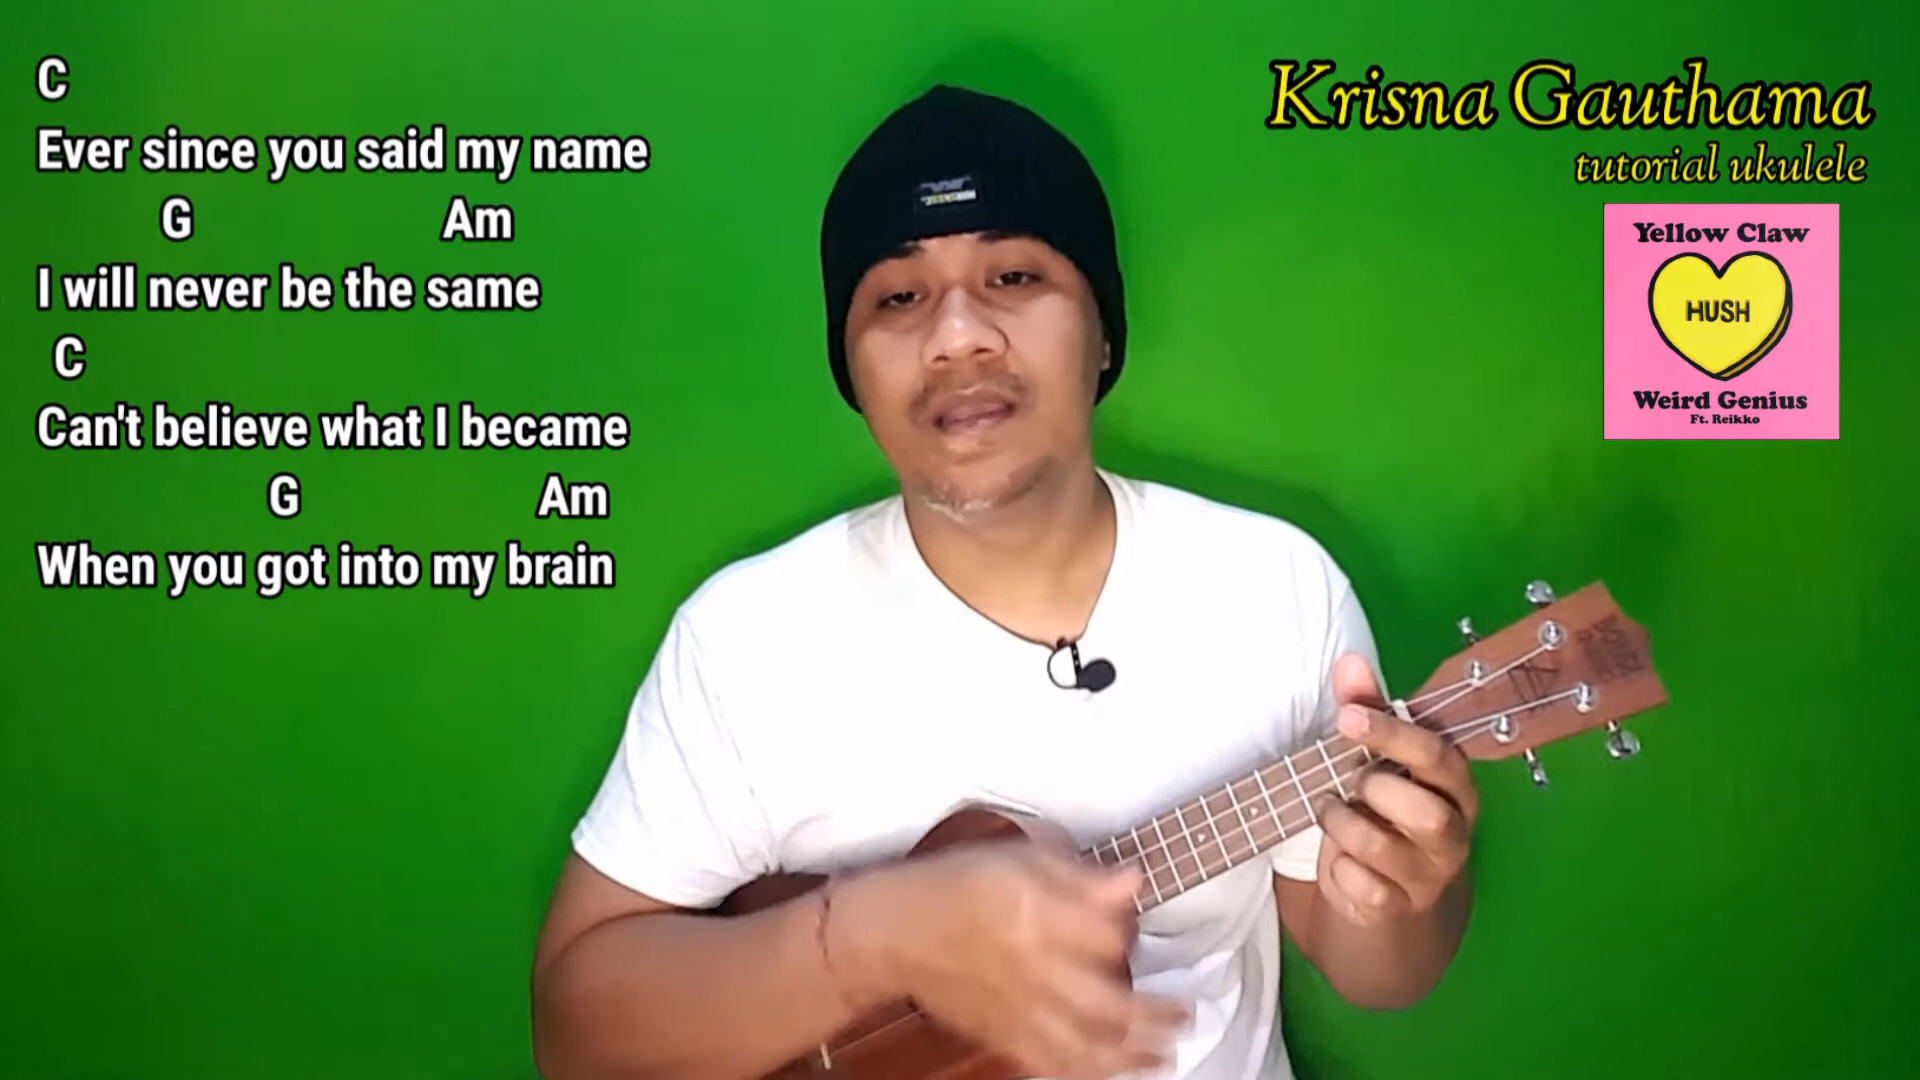 C
Ever since you said my name
G Am
I will never be the same
C
Can't believe what I became
G Am
When you got into my brain
Krisna Gauthama
tutorial ukulele
Yellow Claw
HUSH
Weird Genius
Ft. Reikko